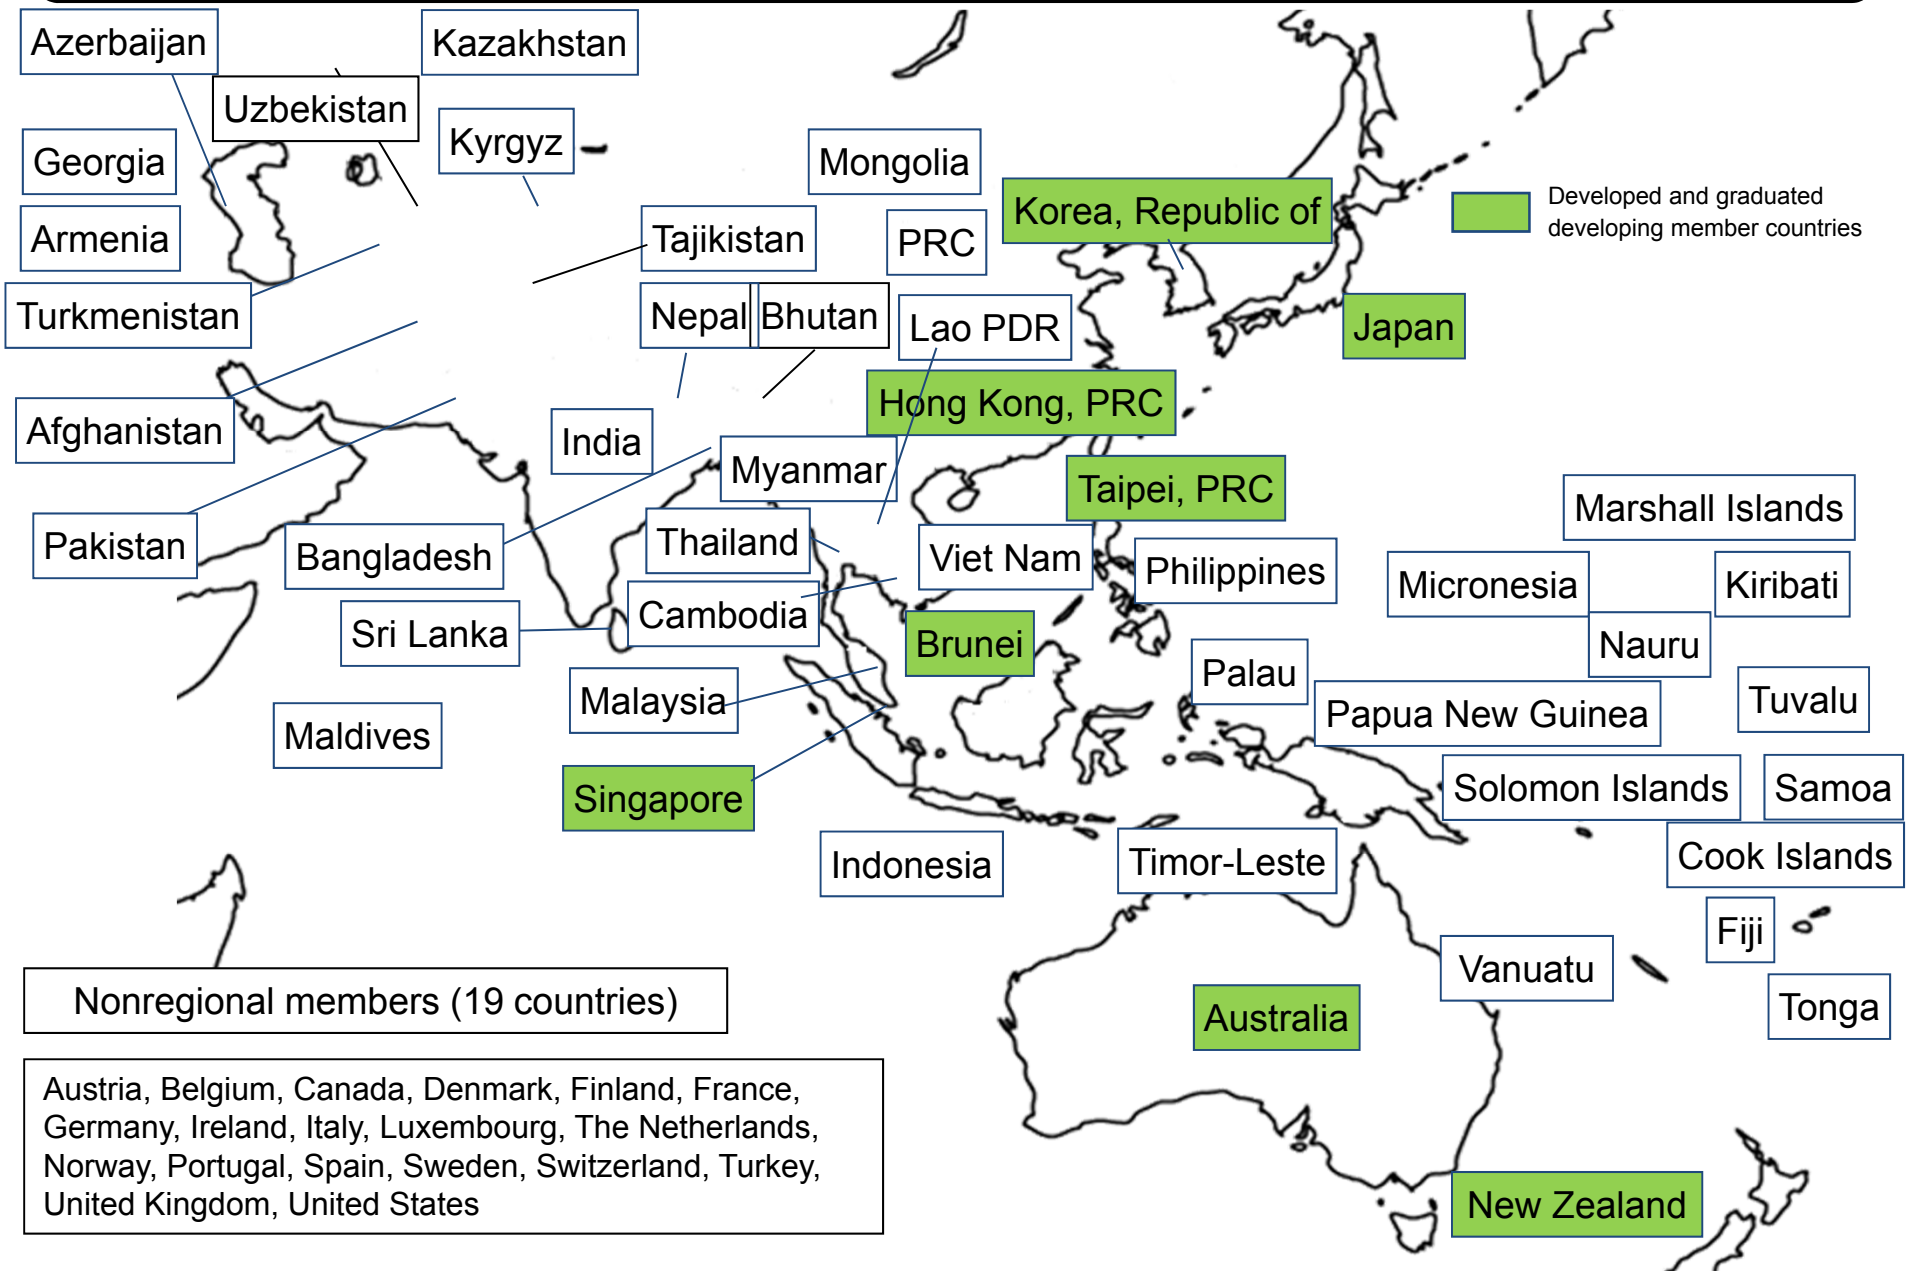 Azerbaijan
Kazakhstan
Uzbekistan
Kyrgyz
Georgia
Mongolia
Korea, Republic of
Developed and graduated
developing member countries
Armenia
Tajikistan
PRC
Turkmenistan
Nepal
Bhutan
Lao PDR
Japan
Hong Kong, PRC
Afghanistan
India
Myanmar
Taipei, PRC
Marshall Islands
Pakistan
Bangladesh
Thailand
Viet Nam
Philippines
Micronesia
Kiribati
Sri Lanka
Cambodia
Brunei
Nauru
Palau
Malaysia
Papua New Guinea
Tuvalu
Maldives
Singapore
Solomon Islands
Samoa
Indonesia
Timor-Leste
Cook Islands
Fiji
Vanuatu
Nonregional members (19 countries)
Australia
Tonga
Austria, Belgium, Canada, Denmark, Finland, France,
Germany, Ireland, Italy, Luxembourg, The Netherlands,
Norway, Portugal, Spain, Sweden, Switzerland, Turkey,
United Kingdom, United States
New Zealand